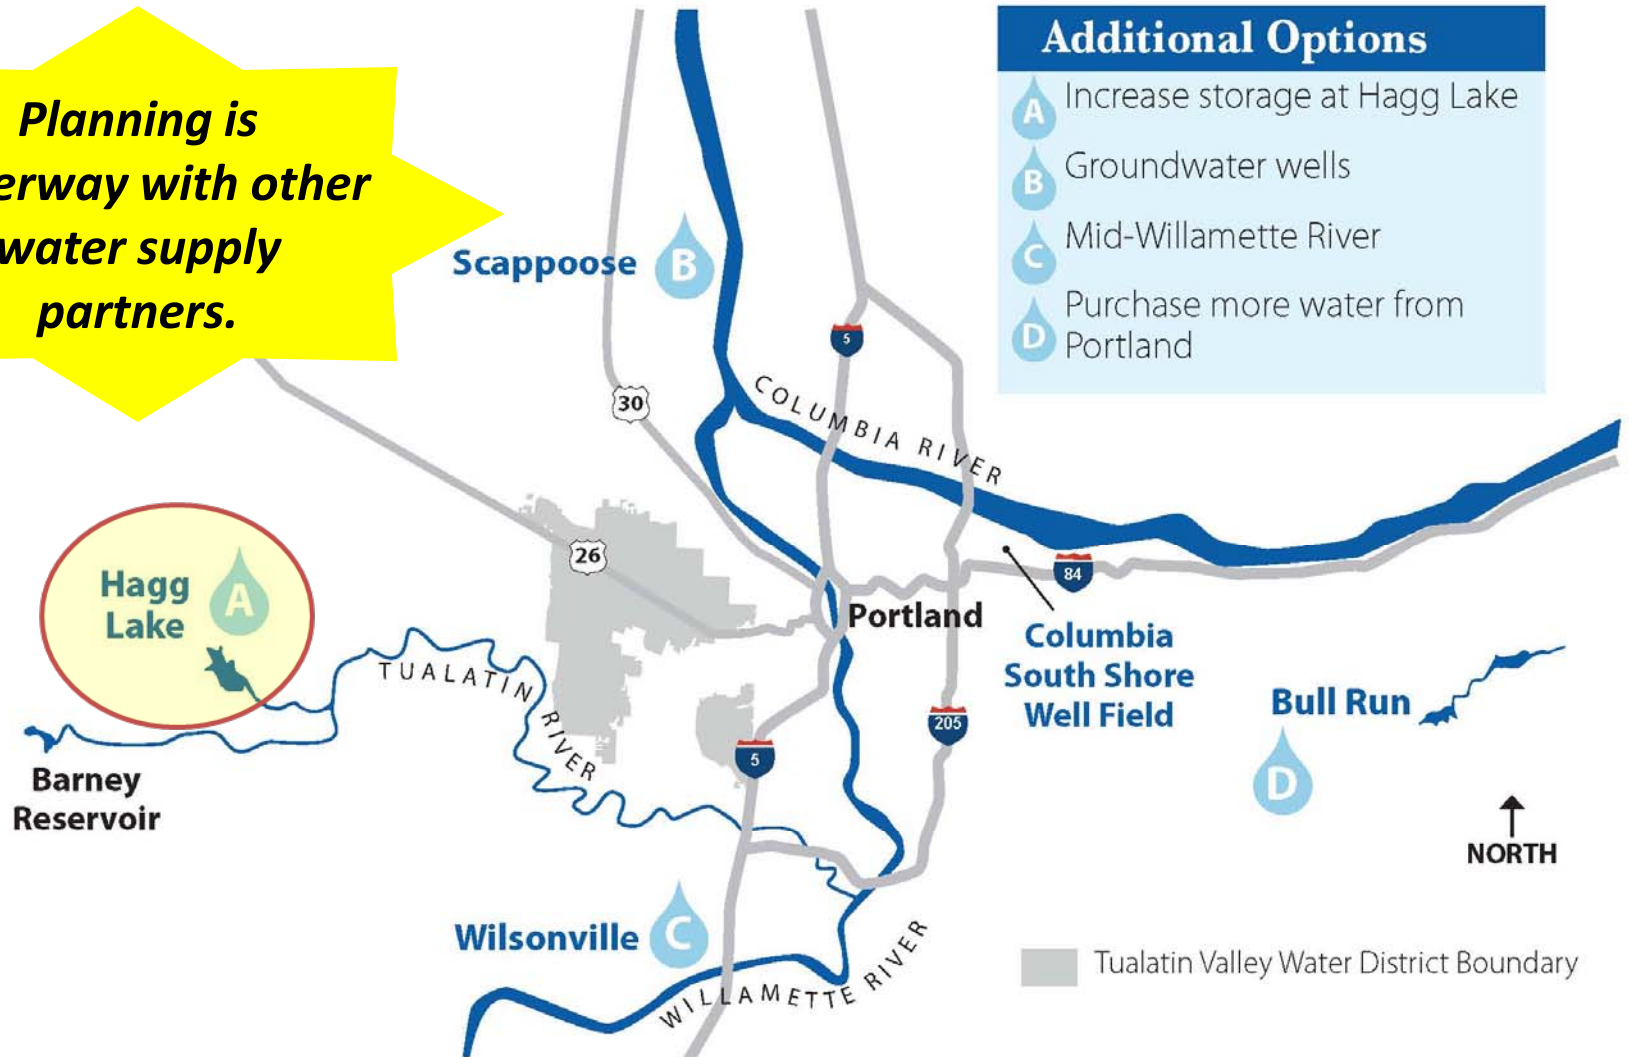 Planning is
erway with other
water supply
partners.
Additional Options
A Increase storage at Hagg Lake
B Groundwater wells
C Mid-Willamette River
D Purchase more water from
Portland
Scappoose B
5
30
COLUMBIA RIVER
26
84
Hagg
Lake
A
Portland
Columbia
South Shore
Well Field
TUALATIN
RIVER
Bull Run
D
205
5
Barney
Reservoir
NORTH
Wilsonville C
WILLAMETTE RIVER
Tualatin Valley Water District Boundary